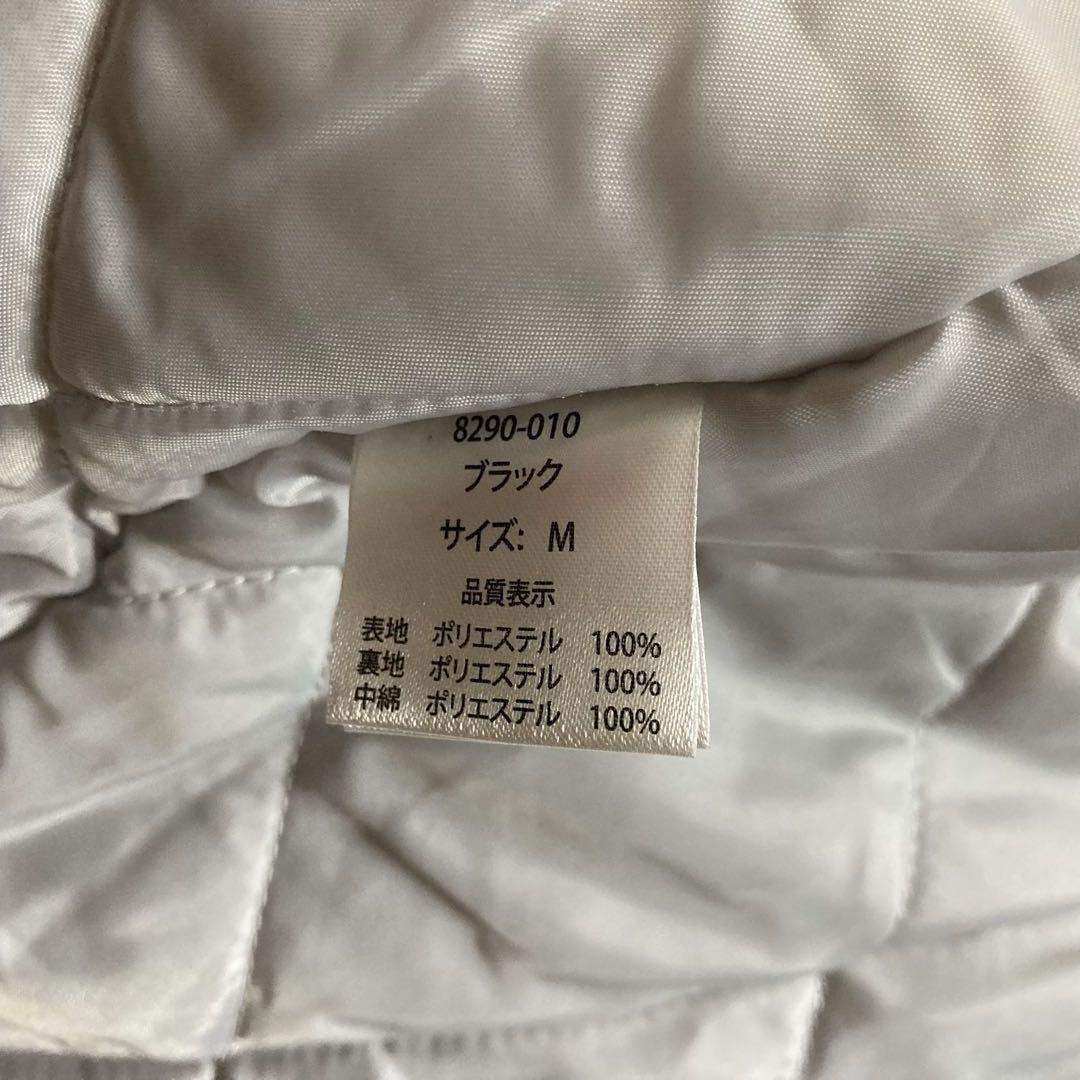 8290-010
ブラック
サイズ: M
品質表示
表地 ポリエステル 100%
裏地 ポリエステル 100%
中綿 ポリエステル 100%